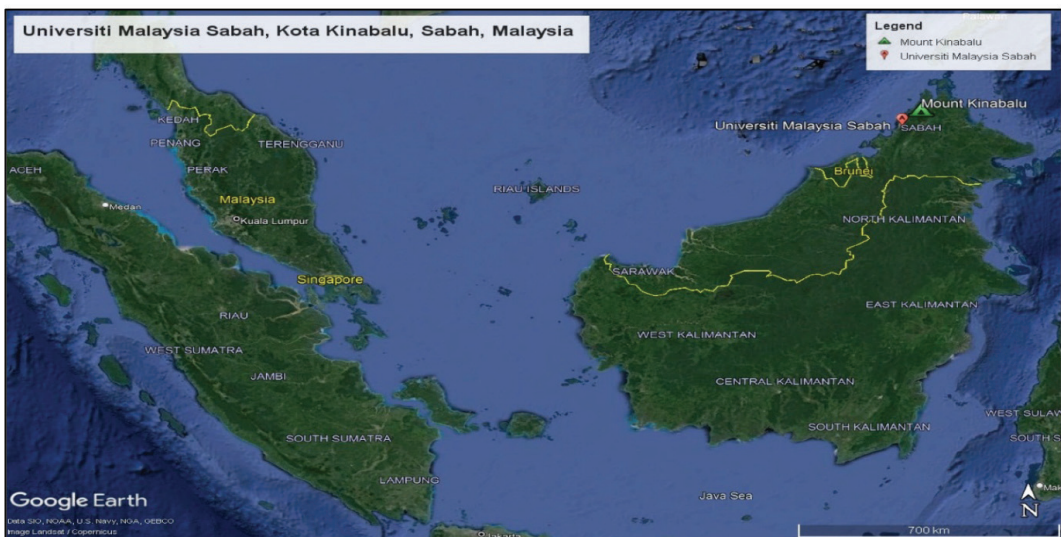 Universiti Malaysia Sabah, Kota Kinabalu, Sabah, Malaysia
Legend
Mount Kinabalu
Universiti Malaysia Sabah
Palawan
Mount Kinabalu
Universiti Malaysia Sabah
SABAH
KEDAH
PENANG
TERENGGANU
ACEH
PERAK
Medan
Malaysia
Kuala Lumpur
RIAU ISLANDS
Brunei
NORTH KALIMANTAN
SARAWAK
Singapore
EAST KALIMANTAN
RIAU
WEST KALIMANTAN
WEST SUMATRA
JAMBI
CENTRAL KALIMANTAN
WEST SULAW
SOUTH KALIMANTAN
SOUTH SUMATRA
SOUTH S
LAMPUNG
Mak
Java Sea
N
Google Earth
Data SIO, NOAA, U.S. Navy, NGA, GEBCO
Image Landsat / Copernicus
Jakarta
700 km